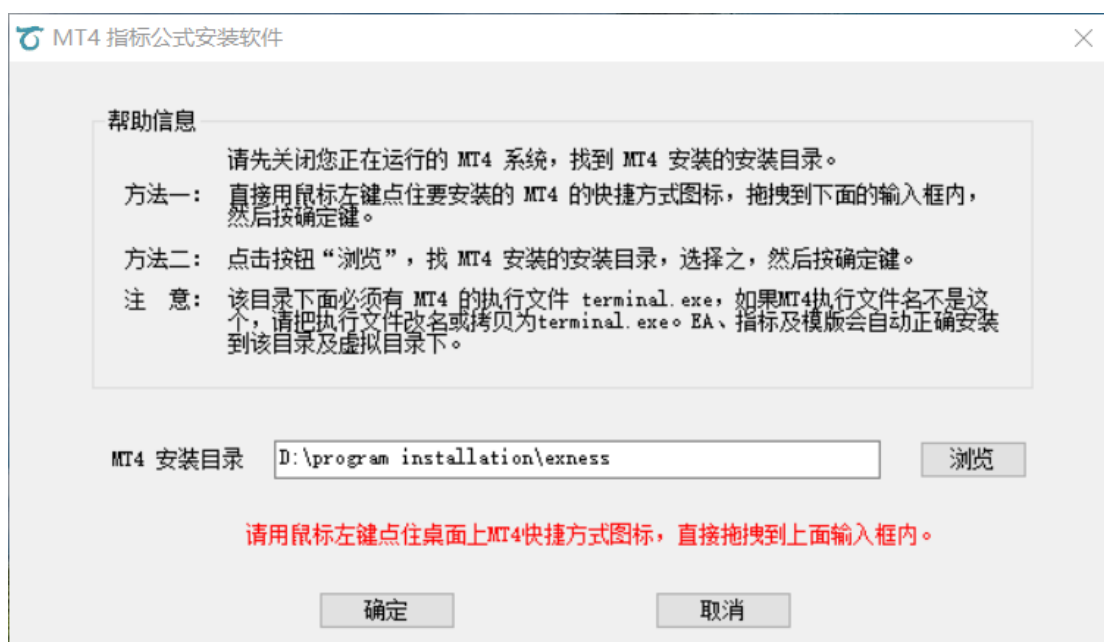 MT4 指标公式安装软件
帮助信息
请先关闭您正在运行的 MT4 系统，找到 MT4 安装的安装目录。
方法一： 直接用鼠标左键点住要安装的 MT4 的快捷方式图标，拖拽到下面的输入框内，
然后按确定键。
方法二： 点击按钮“浏览”，找 MT4 安装的安装目录，选择之，然后按确定键。
注 意： 该目录下面必须有 MT4 的执行文件 terminal.exe，如果MT4执行文件名不是这
个，请把执行文件改名或拷贝为terminal.exe。EA、指标及模版会自动正确安装
到该目录及虚拟目录下。
MT4 安装目录 D:\program installation\exness 浏览
请用鼠标左键点住桌面上MT4快捷方式图标，直接拖拽到上面输入框内。
确定 取消